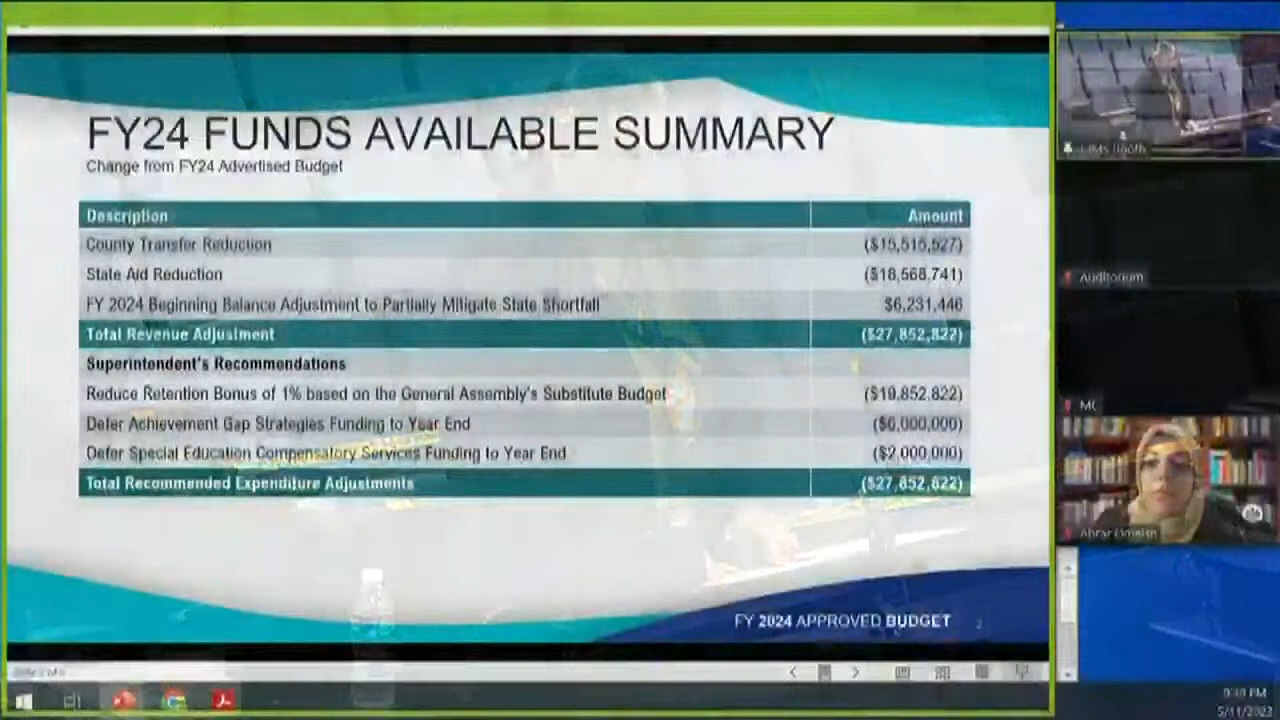 FY24 FUNDS AVAILABLE SUMMARY
Change from FY24 Advertised Budget
Description Amount
County Transfer Reduction ($15,515,527)
State Aid Reduction ($18,568,741)
FY 2024 Beginning Balance Adjustment to Partially Mitigate State Shortfall $6,231,446
Total Revenue Adjustment ($27,852,822)
Superintendent's Recommendations
Reduce Retention Bonus of 1% based on the General Assembly's Substitute Budget ($19,852,822)
Defer Achievement Gap Strategies Funding to Year End ($6,000,000)
Defer Special Education Compensatory Services Funding to Year End ($2,000,000)
Total Recommended Expenditure Adjustments ($27,852,822)
FY 2024 APPROVED BUDGET
Auditorium
Abrar Omeish